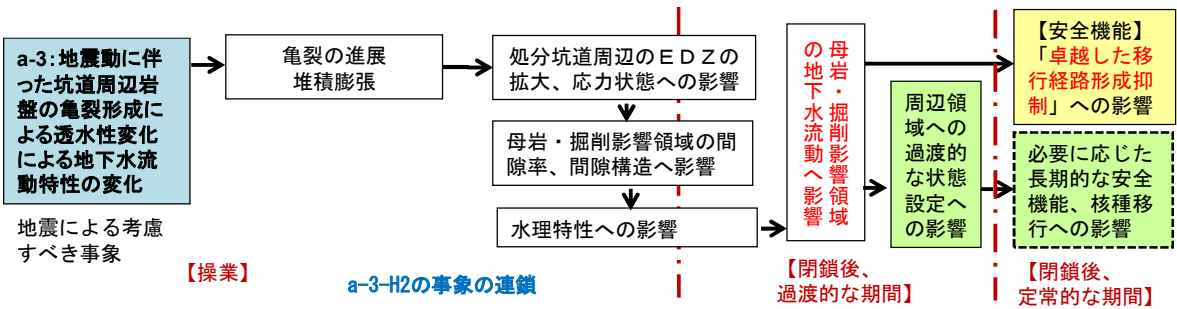 a-3：地震動に伴
った坑道周辺岩
盤の亀裂形成に
よる透水性変化
による地下水流
動特性の変化
地震による考慮
すべき事象
亀裂の進展
堆積膨張
処分坑道周辺のＥＤＺの
拡大、応力状態への影響
母岩・掘削影響領域の間
隙率、間隙構造へ影響
水理特性への影響
母岩・掘削影響領域
の地下水流動へ影響
周辺領
域への
過渡的
な状態
設定へ
の影響
【安全機能】
「卓越した移
行経路形成抑
制」への影響
必要に応じた
長期的な安全
機能、核種移
行への影響
【操業】
a-3-H2の事象の連鎖
【閉鎖後、
過渡的な期間】
【閉鎖後、
定常的な期間】